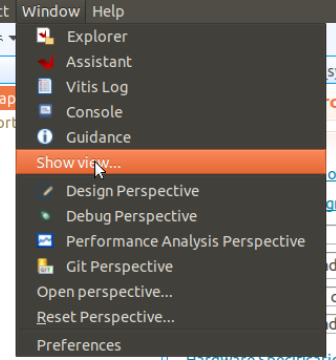 Window Help
Explorer
Assistant
Vitis Log
Console
Guidance
Show view...
Design Perspective
Debug Perspective
Performance Analysis Perspective
Git Perspective
Open perspective...
Reset Perspective...
Preferences